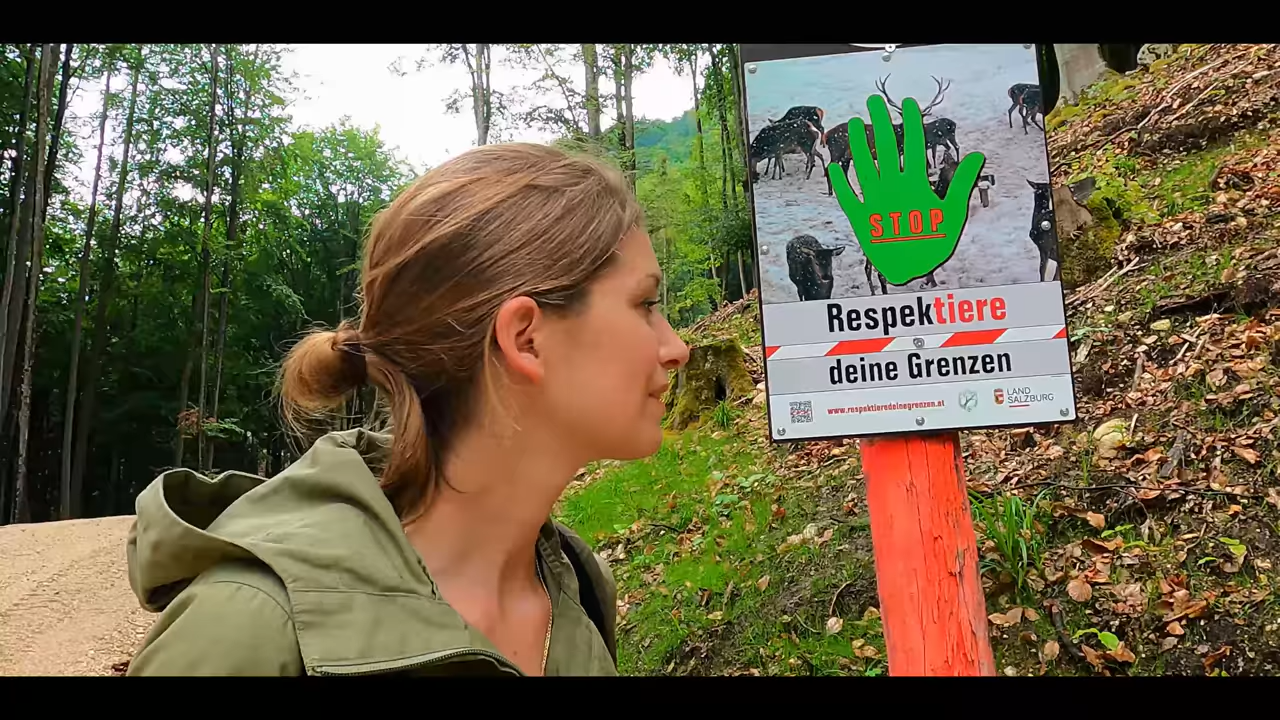 STOP
Respektiere
deine Grenzen
www.respektieredeinegrenzen.at
LAND
SALZBURG